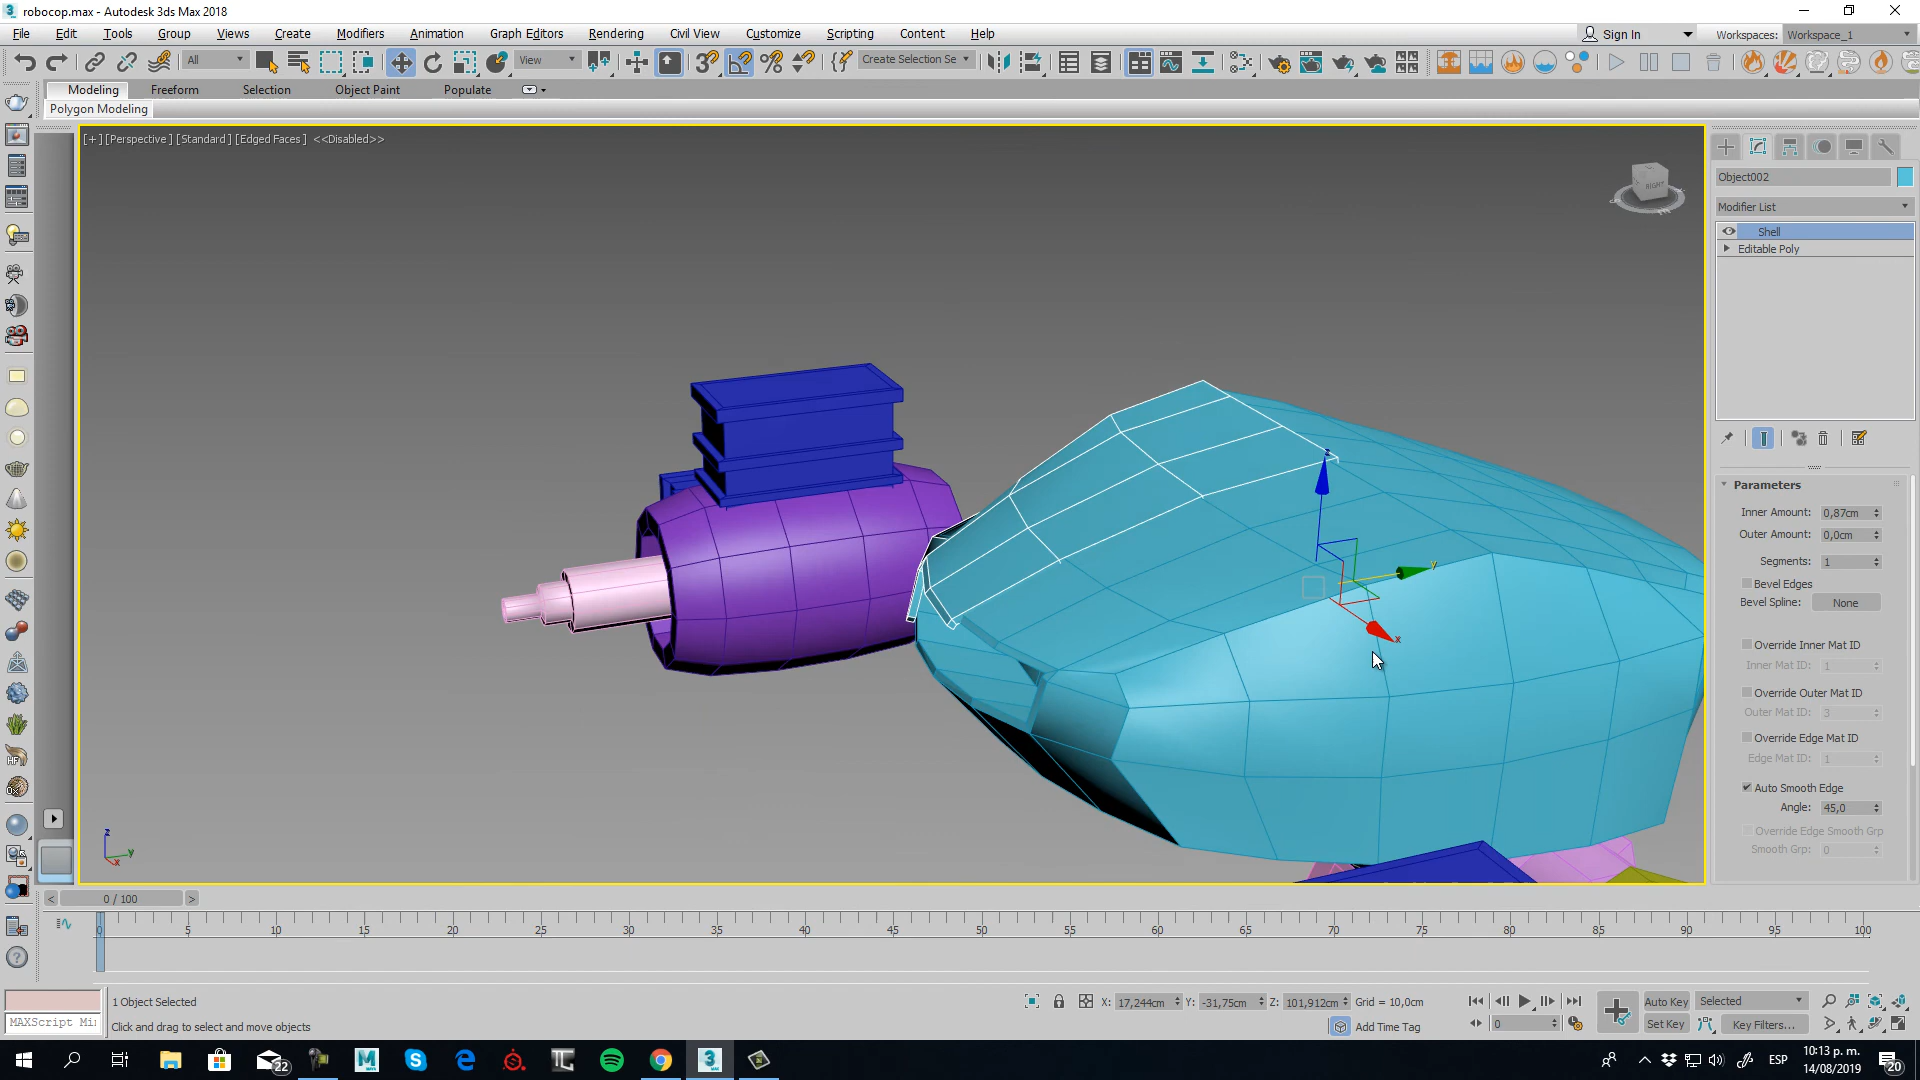 robocop.max - Autodesk 3ds Max 2018
File Edit Tools Group Views Create Modifiers Animation Graph Editors Rendering Civil View Customize Scripting Content Help
Sign In Workspaces: Workspace_1
All View Create Selection Se
Modeling Freeform Selection Object Paint Populate
Polygon Modeling
[+] [Perspective] [Standard] [Edged Faces] <<Disabled>>
RIGHT
Object002
Modifier List
Shell
Editable Poly
Parameters
Inner Amount: 0,87cm
Outer Amount: 0,0cm
Segments: 1
Bevel Edges
Bevel Spline: None
Override Inner Mat ID
Inner Mat ID: 1
Override Outer Mat ID
Outer Mat ID: 3
Override Edge Mat ID
Edge Mat ID: 1
Auto Smooth Edge
Angle: 45,0
Override Edge Smooth Grp
Smooth Grp: 0
z
y
x
z
y
x
< 0 / 100 >
0 5 10 15 20 25 30 35 40 45 50 55 60 65 70 75 80 85 90 95 100
1 Object Selected
X: 17,244cm Y: -31,75cm Z: 101,912cm Grid = 10,0cm
Auto Key Selected
MAXScript Mi
Click and drag to select and move objects
Add Time Tag
0
Set Key Key Filters...
22
ESP
10:13 p. m.
14/08/2019
20